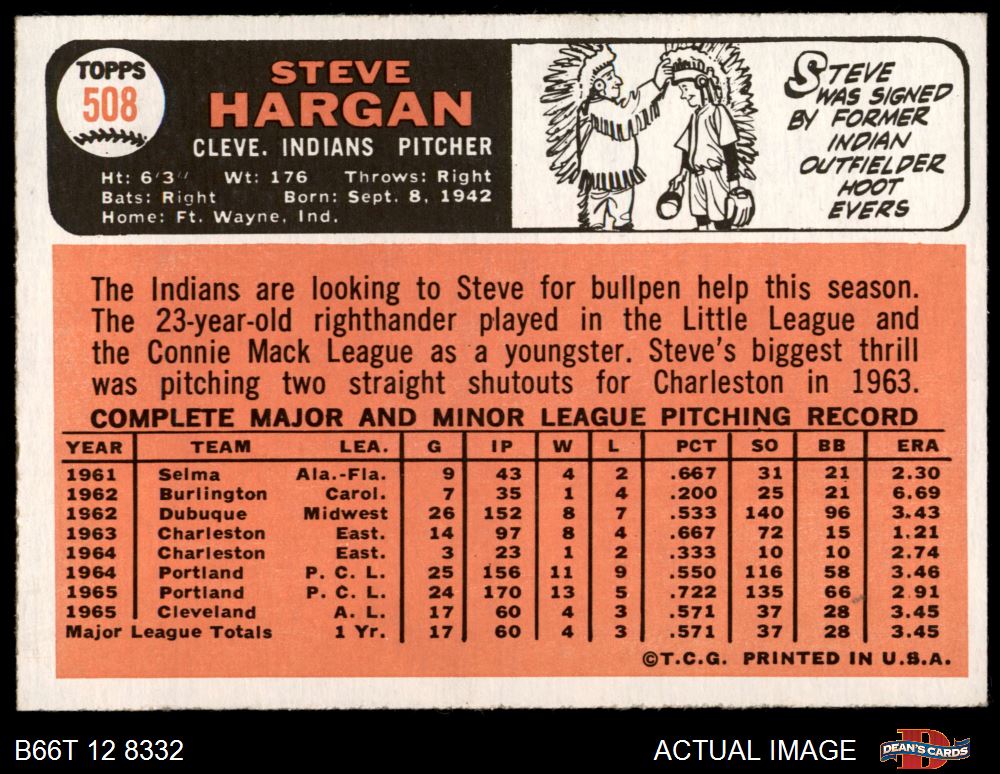 TOPPS
508
STEVE
HARGAN
CLEVE. INDIANS PITCHER
Ht: 6'3" Wt: 176 Throws: Right
Bats: Right Born: Sept. 8, 1942
Home: Ft. Wayne, Ind.
STEVE
WAS SIGNED
BY FORMER
INDIAN
OUTFIELDER
HOOT
EVERS
The Indians are looking to Steve for bullpen help this season.
The 23-year-old righthander played in the Little League and
the Connie Mack League as a youngster. Steve's biggest thrill
was pitching two straight shutouts for Charleston in 1963.
COMPLETE MAJOR AND MINOR LEAGUE PITCHING RECORD
YEAR TEAM LEA. G IP W L PCT SO BB ERA
1961 Selma Ala.-Fla. 9 43 4 2 .667 31 21 2.30
1962 Burlington Carol. 7 35 1 4 .200 25 21 6.69
1962 Dubuque Midwest 26 152 8 7 .533 140 96 3.43
1963 Charleston East. 14 97 8 4 .667 72 15 1.21
1964 Charleston East. 3 23 1 2 .333 10 10 2.74
1964 Portland P. C. L. 25 156 11 9 .550 116 58 3.46
1965 Portland P. C. L. 24 170 13 5 .722 135 66 2.91
1965 Cleveland A. L. 17 60 4 3 .571 37 28 3.45
Major League Totals 1 Yr. 17 60 4 3 .571 37 28 3.45
©T.C.G. PRINTED IN U.S.A.
B66T 12 8332 ACTUAL IMAGE DEAN'S CARDS